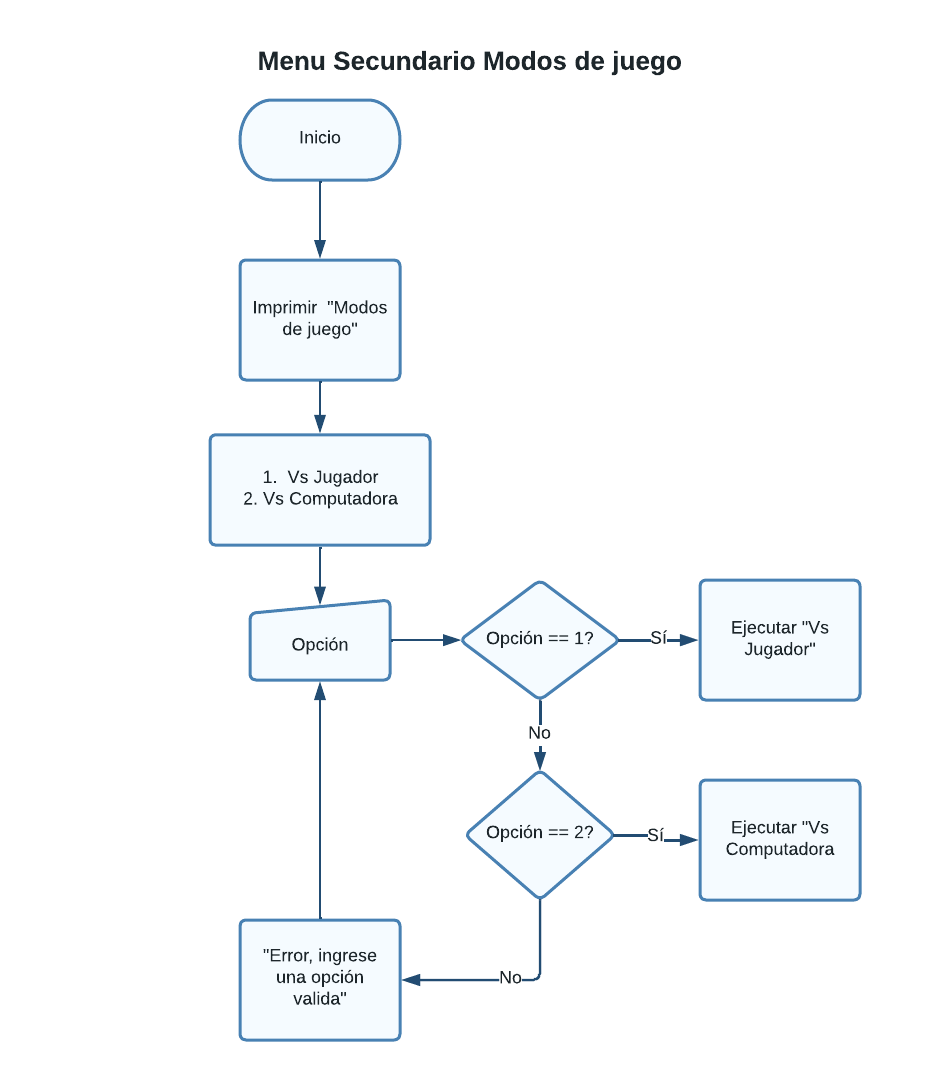 Menu Secundario Modos de juego
Inicio
Imprimir  "Modos
de juego"
1.  Vs Jugador
2. Vs Computadora
Opción
Opción == 1?
Sí
Ejecutar "Vs
Jugador"
No
Opción == 2?
Sí
Ejecutar "Vs
Computadora
No
"Error, ingrese
una opción
valida"